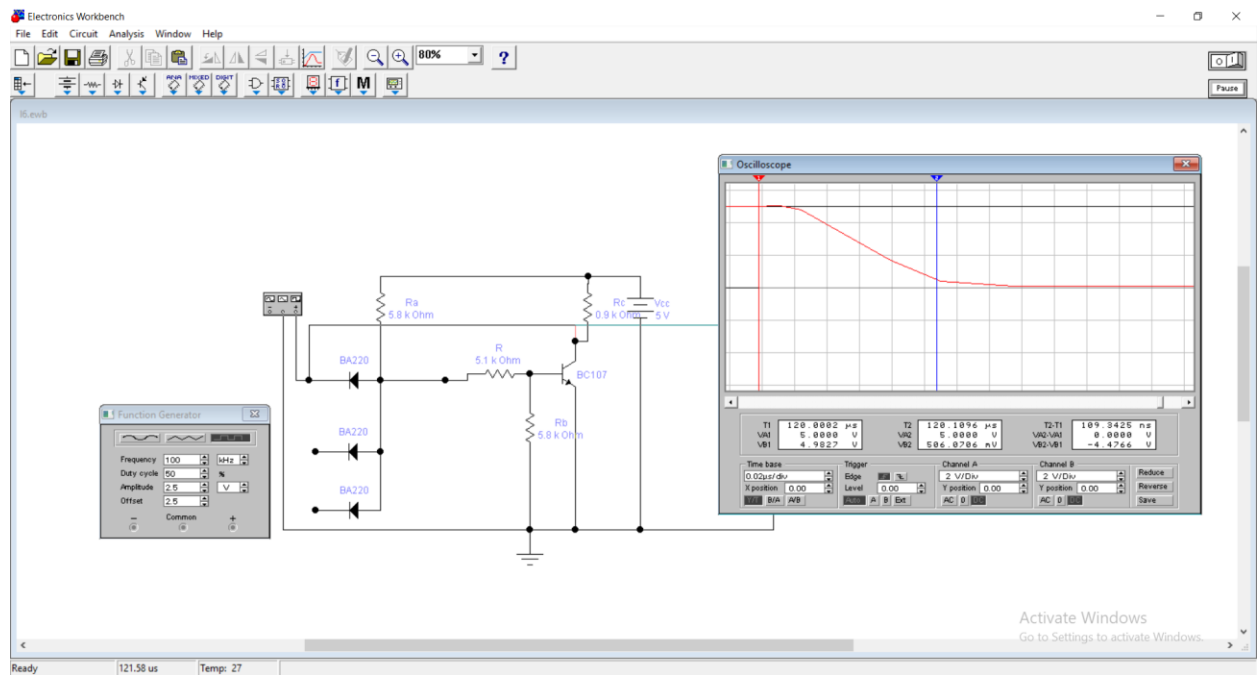 Electronics Workbench
File Edit Circuit Analysis Window Help
80%
?
ANA MIXED DIGIT
M
Pause
l6.ewb
Oscilloscope
Ra
5.8 k Ohm
Rc
0.9 k Ohm
Vcc
5 V
BA220
R
5.1 k Ohm
BC107
BA220
Rb
5.8 k Ohm
BA220
Function Generator
Frequency 100 kHz
Duty cycle 50 %
Amplitude 2.5 V
Offset 2.5
− Common +
T1 120.0002 µs
VA1 5.0000 V
VB1 4.9827 V
T2 120.1096 µs
VA2 5.0000 V
VB2 506.0706 mV
T2-T1 109.3425 ns
VA2-VA1 0.0000 V
VB2-VB1 -4.4766 V
Time base
0.02µs/div
X position 0.00
Y/T B/A A/B
Trigger
Edge
Level 0.00
Auto A B Ext
Channel A
2 V/Div
Y position 0.00
AC 0 DC
Channel B
2 V/Div
Y position 0.00
AC 0 DC
Reduce
Reverse
Save
Activate Windows
Go to Settings to activate Windows.
Ready 121.58 us Temp: 27